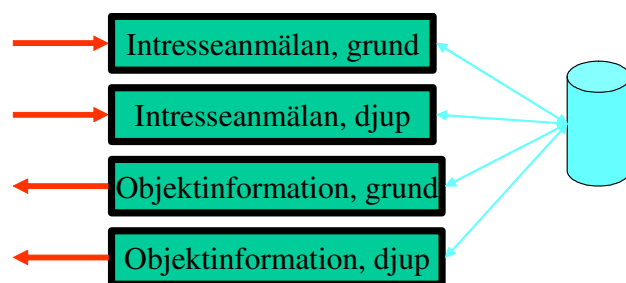 Intresseanmälan, grund
Intresseanmälan, djup
Objektinformation, grund
Objektinformation, djup